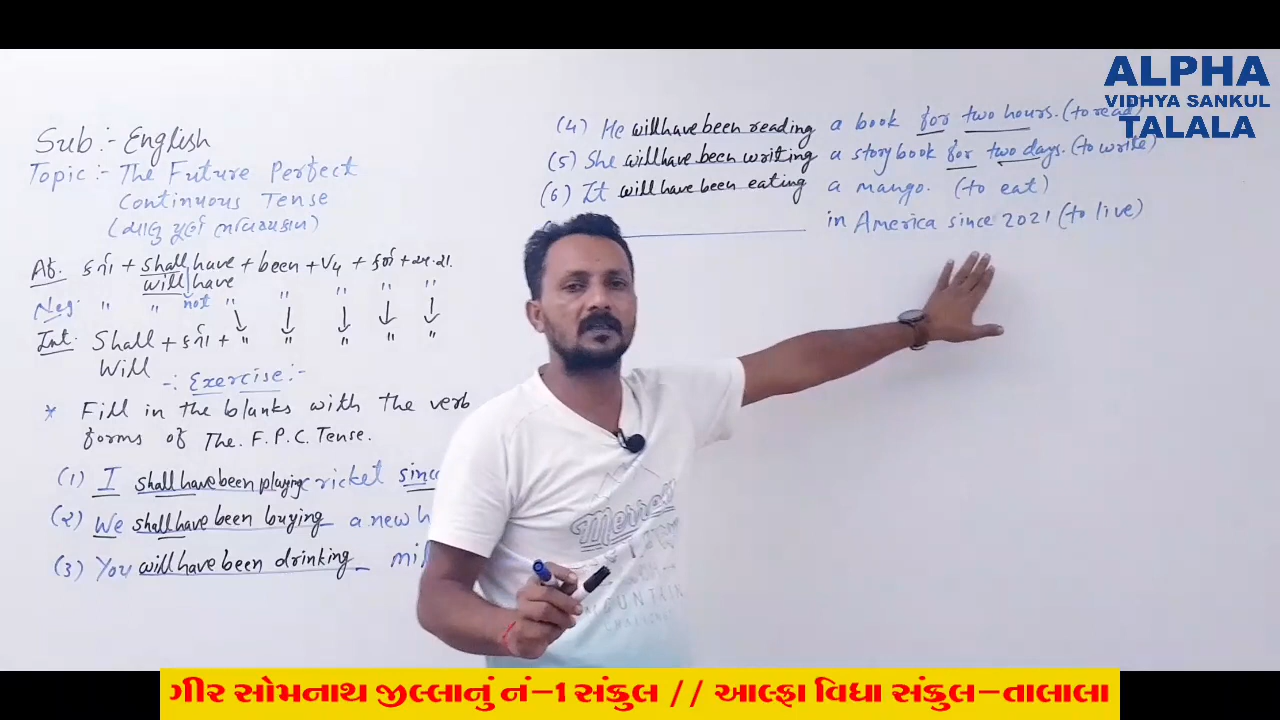 ALPHA
VIDHYA SANKUL
TALALA
Sub :- English
Topic :- The Future Perfect
Continuous Tense
(ચાલુ પૂર્ણ ભવિષ્યકાળ)
Af. કર્તા + shall have + been + V4 + કર્મ + અ.વા.
will have
Neg. " " not " " " " "
Int. Shall + કર્તા + " " " " "
Will
-: Exercise :-
* Fill in the blanks with the verb
forms of The. F. P. C. Tense.
(1) I shall have been playing cricket
(2) We shall have been buying a new
(3) You will have been drinking
(4) He will have been reading a book for two hours. (to read)
(5) She will have been writing a story book for two days. (to write)
(6) It will have been eating a mango. (to eat)
in America since 2021 (to live)
ગીર સોમનાથ જીલ્લાનું નં-1 સંકુલ // આલ્ફા વિધા સંકુલ-તાલાલા